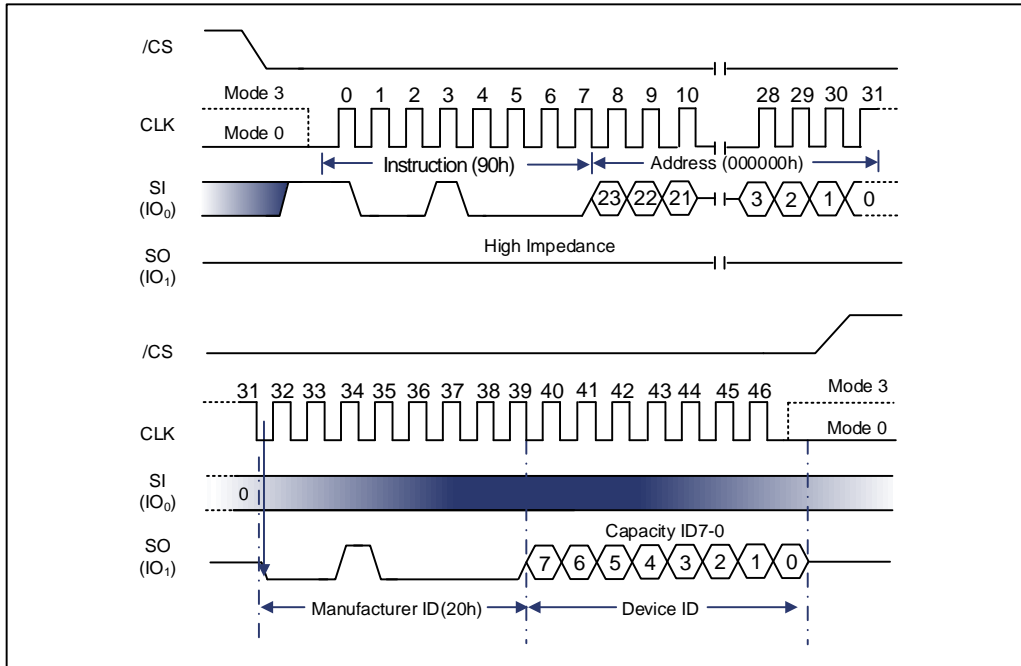 /CS
Mode 3 0 1 2 3 4 5 6 7 8 9 10 28 29 30 31
CLK
Mode 0
Instruction (90h) Address (000000h)
SI
(IO0) 23 22 21 3 2 1 0
High Impedance
SO
(IO1)
/CS
31 32 33 34 35 36 37 38 39 40 41 42 43 44 45 46 Mode 3
CLK Mode 0
SI
(IO0) 0
Capacity ID7-0
SO
(IO1) 7 6 5 4 3 2 1 0
Manufacturer ID(20h) Device ID